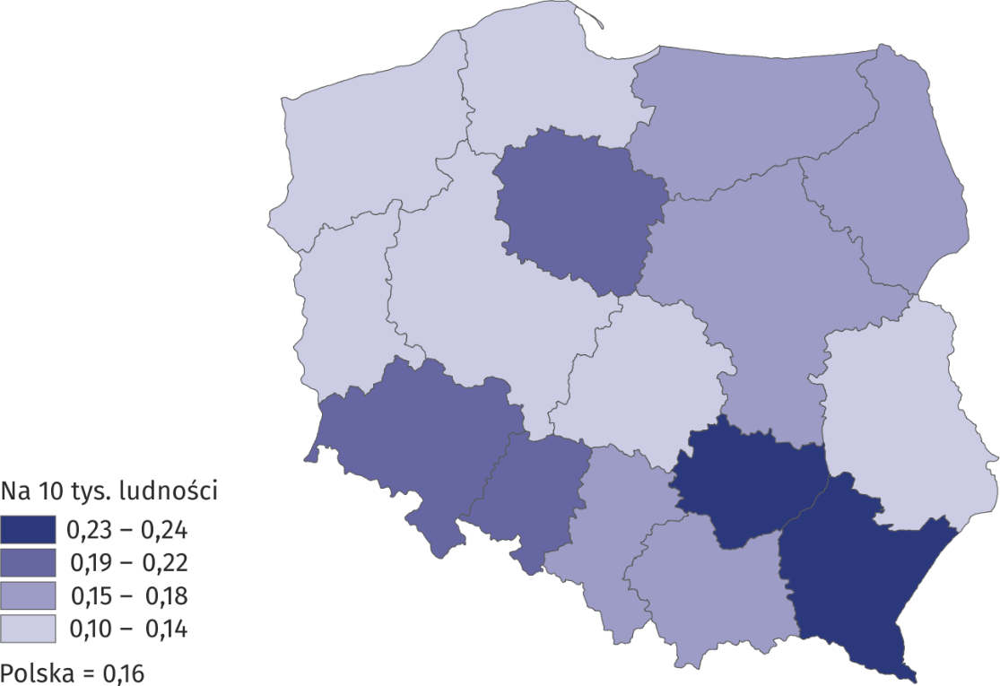 Na 10 tys. ludności
0,23 – 0,24
0,19 – 0,22
0,15 – 0,18
0,10 – 0,14
Polska = 0,16